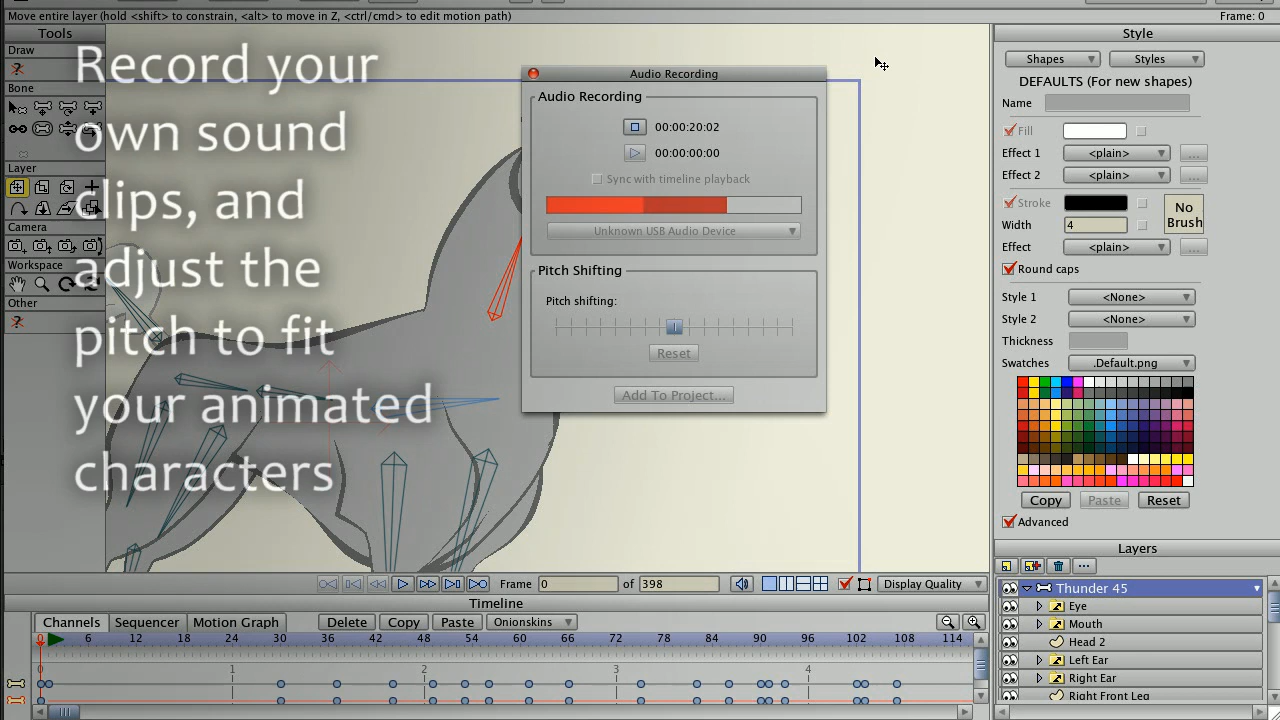 Move entire layer (hold <shift> to constrain, <alt> to move in Z, <ctrl/cmd> to edit motion path)
Frame: 0
Tools
Draw
Bone
Layer
Camera
Workspace
Other
Record your
own sound
clips, and
adjust the
pitch to fit
your animated
characters
Audio Recording
Audio Recording
00:00:20:02
00:00:00:00
Sync with timeline playback
Unknown USB Audio Device
Pitch Shifting
Pitch shifting:
Reset
Add To Project...
Style
Shapes
Styles
DEFAULTS (For new shapes)
Name
Fill
Effect 1 <plain> ...
Effect 2 <plain> ...
Stroke
No
Brush
Width 4
Effect <plain> ...
Round caps
Style 1 <None>
Style 2 <None>
Thickness
Swatches .Default.png
Copy Paste Reset
Advanced
Layers
Thunder 45
Eye
Mouth
Head 2
Left Ear
Right Ear
Right Front Leg
Frame 0 of 398 Display Quality
Timeline
Channels Sequencer Motion Graph Delete Copy Paste Onionskins
0 6 12 18 24 30 36 42 48 54 60 66 72 78 84 90 96 102 108 114
0 1 2 3 4